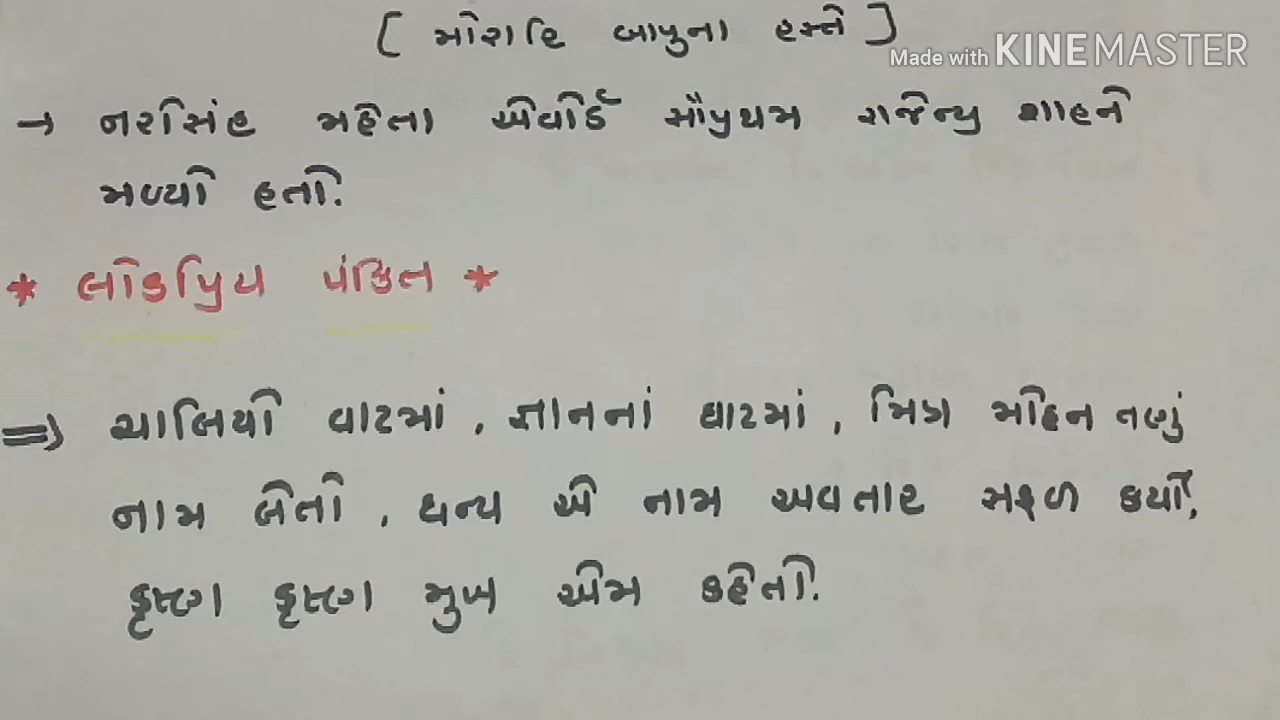 [ મોરારિ બાપુના હસ્તે ]
Made with KINEMASTER
→ નરસિંહ મહેતા એવોર્ડ સૌપ્રથમ રાજેન્દ્ર શાહને
મળ્યો હતો.
* લોકપ્રિય પંકિત *
⇒ ચાલિયો વાટમાં, જ્ઞાનનાં ઘાટમાં, મિત્ર મોહન તણું
નામ લેતો, ધન્ય એ નામ અવતાર સફળ કર્યો,
કૃષ્ણ કૃષ્ણ મુખ એમ કહેતો.